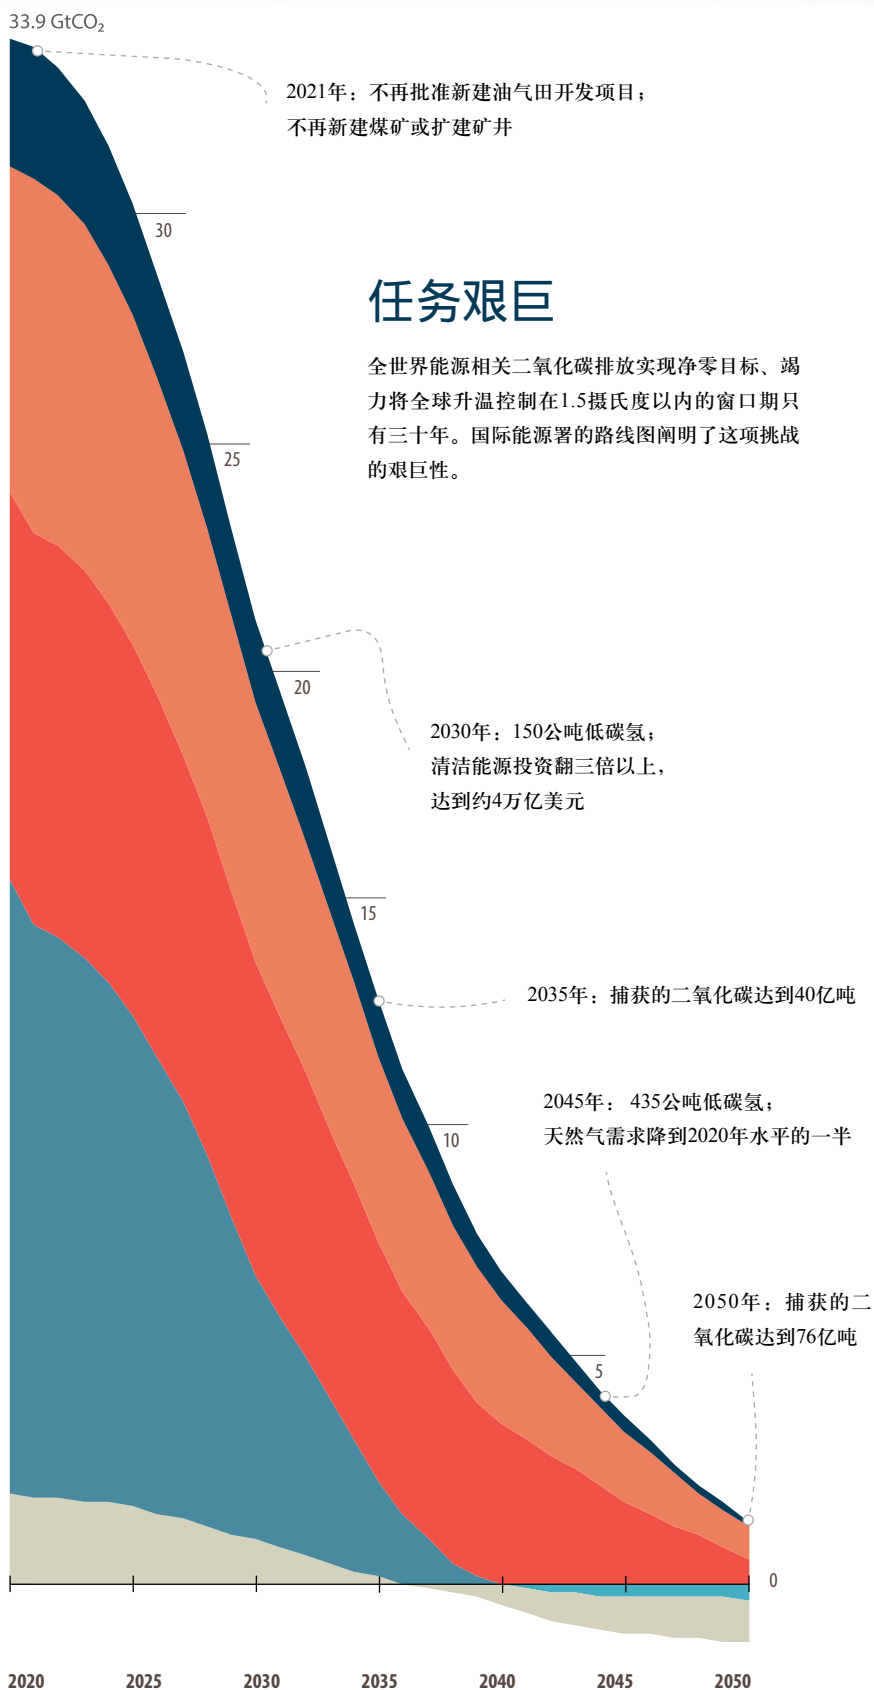 33.9 GtCO₂
2021年：不再批准新建油气田开发项目；
不再新建煤矿或扩建矿井
30
任务艰巨
全世界能源相关二氧化碳排放实现净零目标、竭
力将全球升温控制在1.5摄氏度以内的窗口期只
有三十年。国际能源署的路线图阐明了这项挑战
的艰巨性。
25
20
2030年：150公吨低碳氢；
清洁能源投资翻三倍以上，
达到约4万亿美元
15
2035年：捕获的二氧化碳达到40亿吨
10
2045年： 435公吨低碳氢；
天然气需求降到2020年水平的一半
2050年：捕获的二
氧化碳达到76亿吨
5
0
2020 2025 2030 2035 2040 2045 2050